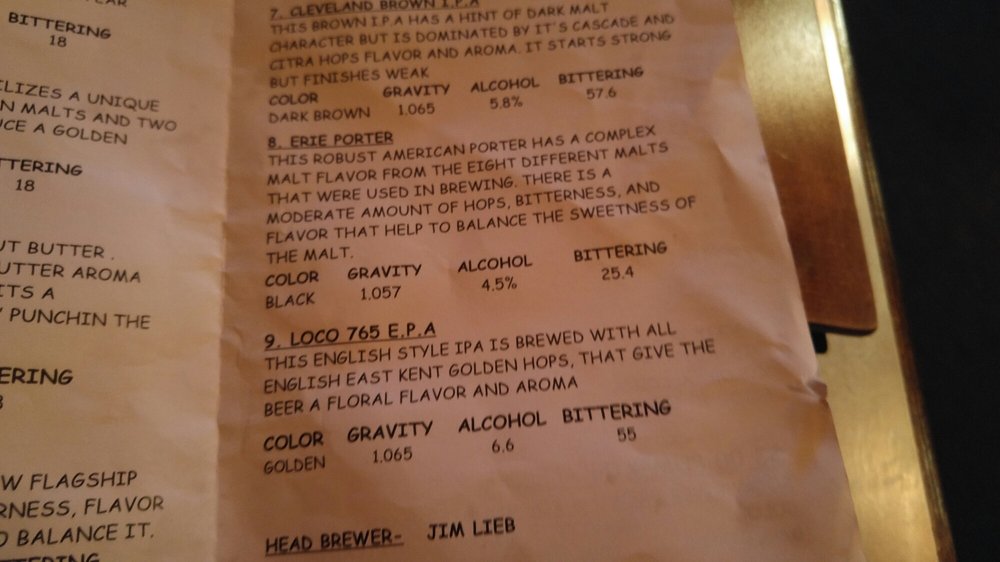 BITTERING
18
LIZES A UNIQUE
N MALTS AND TWO
UCE A GOLDEN
TTERING
18
UT BUTTER .
UTTER AROMA
ITS A
PUNCHIN THE
ERING
W FLAGSHIP
RNESS, FLAVOR
O BALANCE IT.
TTERING
7. CLEVELAND BROWN I.P.A
THIS BROWN I.P.A HAS A HINT OF DARK MALT
CHARACTER BUT IS DOMINATED BY IT'S CASCADE AND
CITRA HOPS FLAVOR AND AROMA. IT STARTS STRONG
BUT FINISHES WEAK
COLOR GRAVITY ALCOHOL BITTERING
DARK BROWN 1.065 5.8% 57.6
8. ERIE PORTER
THIS ROBUST AMERICAN PORTER HAS A COMPLEX
MALT FLAVOR FROM THE EIGHT DIFFERENT MALTS
THAT WERE USED IN BREWING. THERE IS A
MODERATE AMOUNT OF HOPS, BITTERNESS, AND
FLAVOR THAT HELP TO BALANCE THE SWEETNESS OF
THE MALT.
COLOR GRAVITY ALCOHOL BITTERING
BLACK 1.057 4.5% 25.4
9. LOCO 765 E.P.A
THIS ENGLISH STYLE IPA IS BREWED WITH ALL
ENGLISH EAST KENT GOLDEN HOPS, THAT GIVE THE
BEER A FLORAL FLAVOR AND AROMA
COLOR GRAVITY ALCOHOL BITTERING
GOLDEN 1.065 6.6 55
HEAD BREWER- JIM LIEB